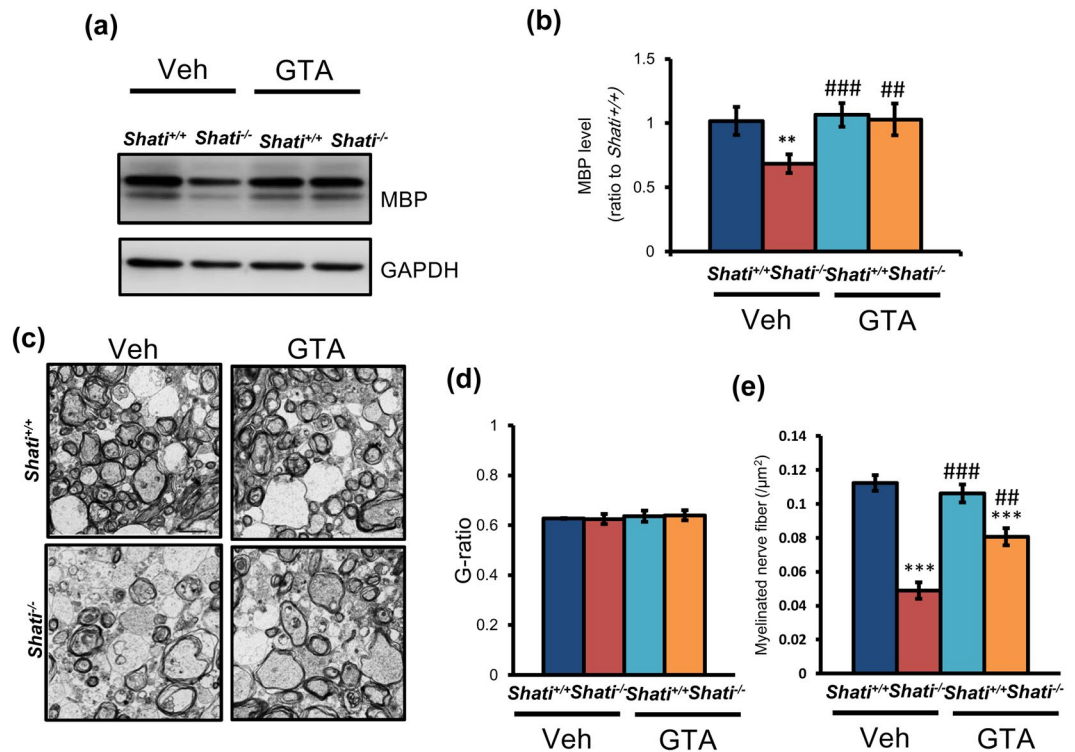 (a)
Veh GTA
Shati+/+ Shati-/- Shati+/+ Shati-/-
MBP
GAPDH
(b)
MBP level
(ratio to Shati+/+)
1.5
1
0.5
0
** ### ##
Shati+/+ Shati-/- Shati+/+ Shati-/-
Veh GTA
(c)
Veh GTA
Shati+/+
Shati-/-
(d)
G-ratio
1
0.8
0.6
0.4
0.2
0
Shati+/+ Shati-/- Shati+/+ Shati-/-
Veh GTA
(e)
Myelinated nerve fiber (/μm²)
0.14
0.12
0.1
0.08
0.06
0.04
0.02
0
###
##
***
***
Shati+/+ Shati-/- Shati+/+ Shati-/-
Veh GTA